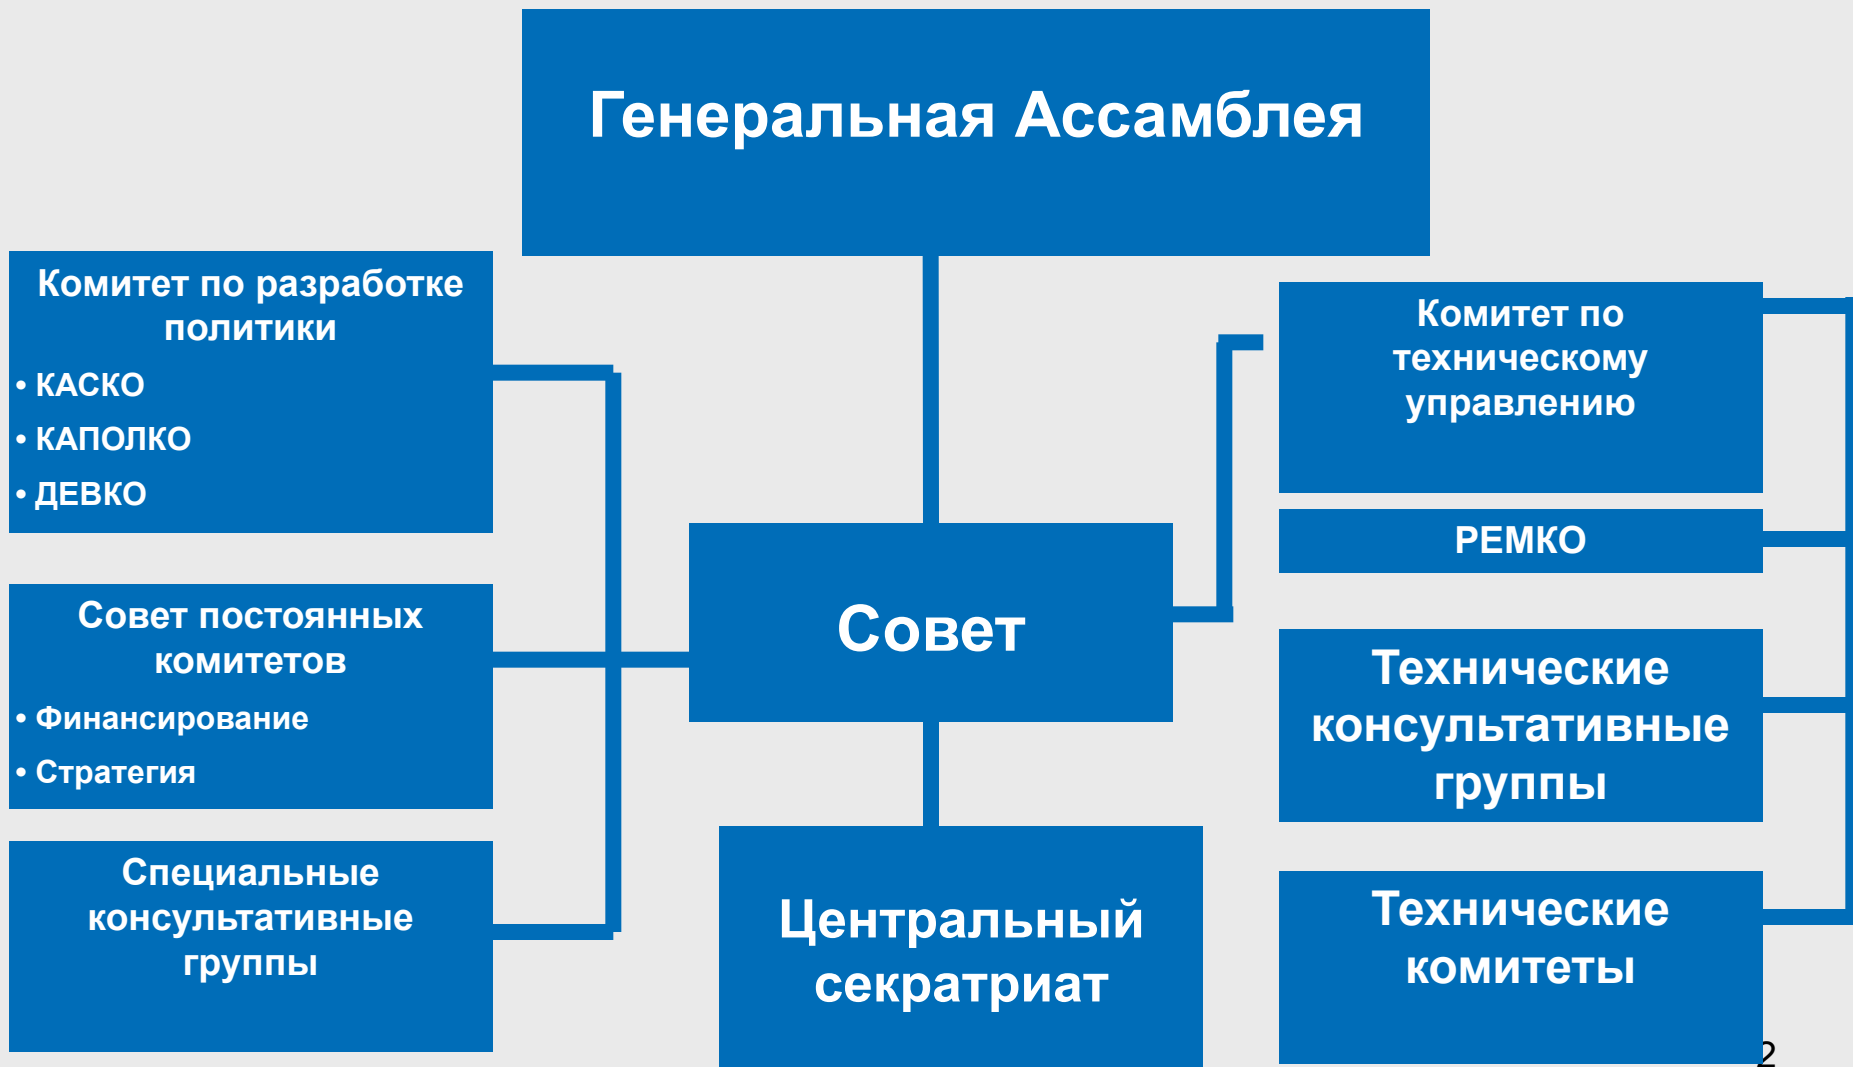 Генеральная Ассамблея
Комитет по разработке
политики
• КАСКО
• КАПОЛКО
• ДЕВКО
Совет постоянных
комитетов
• Финансирование
• Стратегия
Специальные
консультативные
группы
Совет
Центральный
секратриат
Комитет по
техническому
управлению
РЕМКО
Технические
консультативные
группы
Технические
комитеты
2